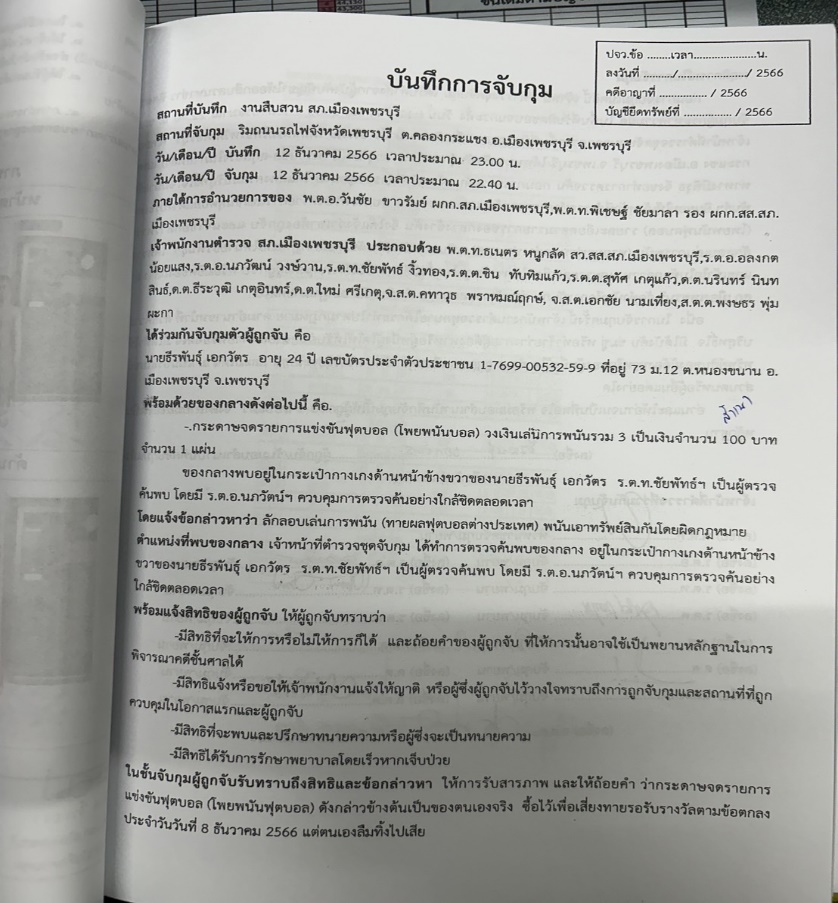 ปจว.ข้อ ........เวลา......................น.
ลงวันที่ ........../......................./ 2566
คดีอาญาที่ ................ / 2566
บัญชียึดทรัพย์ที่ ................ / 2566
บันทึกการจับกุม
สถานที่บันทึก งานสืบสวน สภ.เมืองเพชรบุรี
สถานที่จับกุม ริมถนนรถไฟจังหวัดเพชรบุรี ต.คลองกระแชง อ.เมืองเพชรบุรี จ.เพชรบุรี
วัน/เดือน/ปี บันทึก 12 ธันวาคม 2566 เวลาประมาณ 23.00 น.
วัน/เดือน/ปี จับกุม 12 ธันวาคม 2566 เวลาประมาณ 22.40 น.
ภายใต้การอำนวยการของ พ.ต.อ.วันชัย ขาวรัมย์ ผกก.สภ.เมืองเพชรบุรี,พ.ต.ท.พิเชษฐ์ ชัยมาลา รอง ผกก.สส.สภ.
เมืองเพชรบุรี
เจ้าพนักงานตำรวจ สภ.เมืองเพชรบุรี ประกอบด้วย พ.ต.ท.ธเนตร หนูกลัด สว.สส.สภ.เมืองเพชรบุรี,ร.ต.อ.อลงกต
น้อยแสง,ร.ต.อ.นภวัฒน์ วงษ์วาน,ร.ต.ท.ชัยพัทธ์ งิ้วทอง,ร.ต.ต.ชิน ทับทิมแก้ว,ร.ต.ต.สุทัศ เกตุแก้ว,ด.ต.นรินทร์ นินท
สินธ์,ด.ต.ธีระวุฒิ เกตุอินทร์,ด.ต.ใหม่ ศรีเกตุ,จ.ส.ต.คทาวุธ พราหมณ์ฤกษ์, จ.ส.ต.เอกชัย นามเที่ยง,ส.ต.ต.พงษธร พุ่ม
ผะกา
ได้ร่วมกันจับกุมตัวผู้ถูกจับ คือ
นายธีรพันธุ์ เอกวัตร อายุ 24 ปี เลขบัตรประจำตัวประชาชน 1-7699-00532-59-9 ที่อยู่ 73 ม.12 ต.หนองขนาน อ.
เมืองเพชรบุรี จ.เพชรบุรี
พร้อมด้วยของกลางดังต่อไปนี้ คือ.
สำเนา
-.กระดาษจดรายการแข่งขันฟุตบอล (โพยพนันบอล) วงเงินเล่นการพนันรวม 3 เป็นเงินจำนวน 100 บาท
จำนวน 1 แผ่น
ของกลางพบอยู่ในกระเป๋ากางเกงด้านหน้าข้างขวาของนายธีรพันธุ์ เอกวัตร ร.ต.ท.ชัยพัทธ์ฯ เป็นผู้ตรวจ
ค้นพบ โดยมี ร.ต.อ.นภวัตน์ฯ ควบคุมการตรวจค้นอย่างใกล้ชิดตลอดเวลา
โดยแจ้งข้อกล่าวหาว่า ลักลอบเล่นการพนัน (ทายผลฟุตบอลต่างประเทศ) พนันเอาทรัพย์สินกันโดยผิดกฎหมาย
ตำแหน่งที่พบของกลาง เจ้าหน้าที่ตำรวจชุดจับกุม ได้ทำการตรวจค้นพบของกลาง อยู่ในกระเป๋ากางเกงด้านหน้าข้าง
ขวาของนายธีรพันธุ์ เอกวัตร ร.ต.ท.ชัยพัทธ์ฯ เป็นผู้ตรวจค้นพบ โดยมี ร.ต.อ.นภวัตน์ฯ ควบคุมการตรวจค้นอย่าง
ใกล้ชิดตลอดเวลา
พร้อมแจ้งสิทธิของผู้ถูกจับ ให้ผู้ถูกจับทราบว่า
-มีสิทธิที่จะให้การหรือไม่ให้การก็ได้ และถ้อยคำของผู้ถูกจับ ที่ให้การนั้นอาจใช้เป็นพยานหลักฐานในการ
พิจารณาคดีชั้นศาลได้
-มีสิทธิแจ้งหรือขอให้เจ้าพนักงานแจ้งให้ญาติ หรือผู้ซึ่งผู้ถูกจับไว้วางใจทราบถึงการถูกจับกุมและสถานที่ที่ถูก
ควบคุมในโอกาสแรกและผู้ถูกจับ
-มีสิทธิที่จะพบและปรึกษาทนายความหรือผู้ซึ่งจะเป็นทนายความ
-มีสิทธิได้รับการรักษาพยาบาลโดยเร็วหากเจ็บป่วย
ในชั้นจับกุมผู้ถูกจับรับทราบถึงสิทธิและข้อกล่าวหา ให้การรับสารภาพ และให้ถ้อยคำ ว่ากระดาษจดรายการ
แข่งขันฟุตบอล (โพยพนันฟุตบอล) ดังกล่าวข้างต้นเป็นของตนเองจริง ซื้อไว้เพื่อเสี่ยงทายรอรับรางวัลตามข้อตกลง
ประจำวันวันที่ 8 ธันวาคม 2566 แต่ตนเองลืมทิ้งไปเสีย